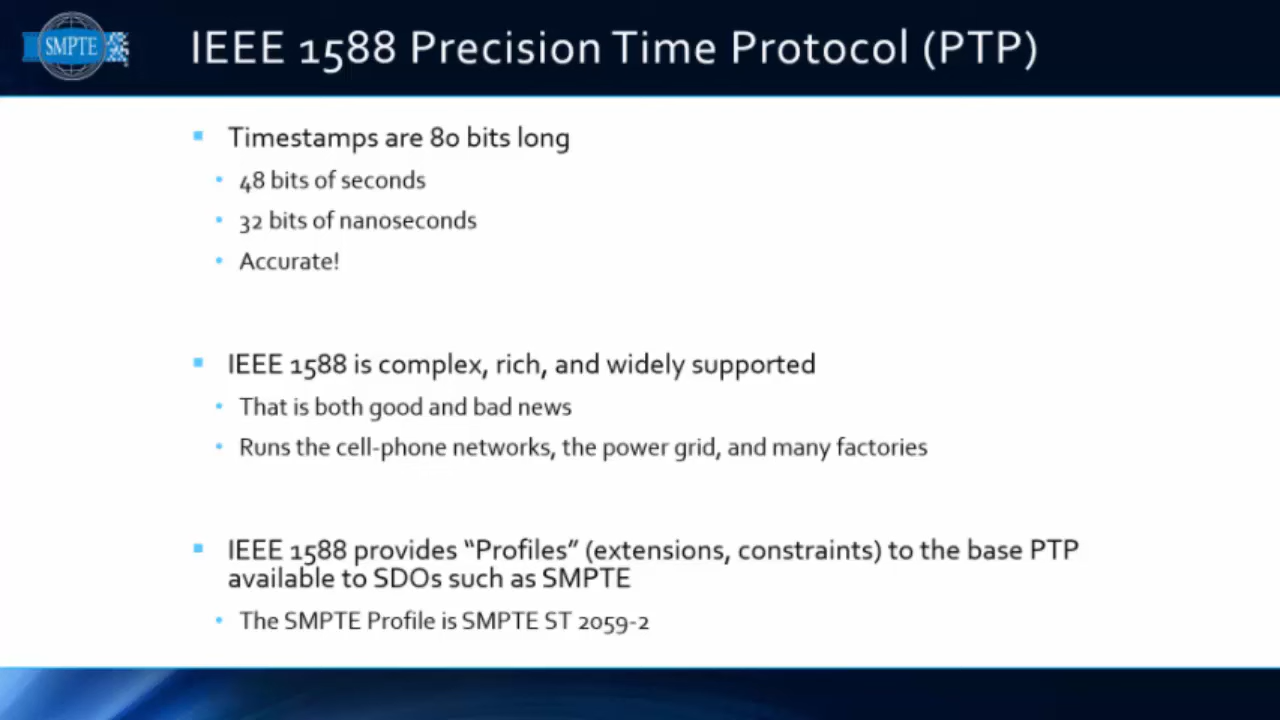 SMPTE
IEEE 1588 Precision Time Protocol (PTP)
Timestamps are 80 bits long
48 bits of seconds
32 bits of nanoseconds
Accurate!
IEEE 1588 is complex, rich, and widely supported
That is both good and bad news
Runs the cell-phone networks, the power grid, and many factories
IEEE 1588 provides “Profiles” (extensions, constraints) to the base PTP
available to SDOs such as SMPTE
The SMPTE Profile is SMPTE ST 2059-2